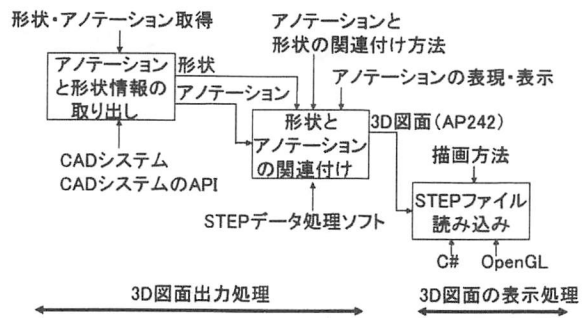 形状・アノテーション取得
アノテーションと
形状の関連付け方法
アノテーション
と形状情報の
取り出し
形状
アノテーション
アノテーションの表現・表示
形状と
アノテーション
の関連付け
3D図面(AP242)
描画方法
CADシステム
CADシステムのAPI
STEPデータ処理ソフト
STEPファイル
読み込み
C#
OpenGL
3D図面出力処理
3D図面の表示処理